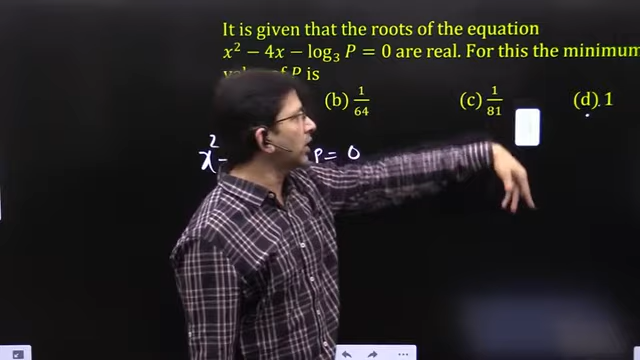 It is given that the roots of the equation
x² − 4x − log₃ P = 0 are real. For this the minimum
of P is
(b) 1/64 (c) 1/81 (d) 1
x² − P = 0